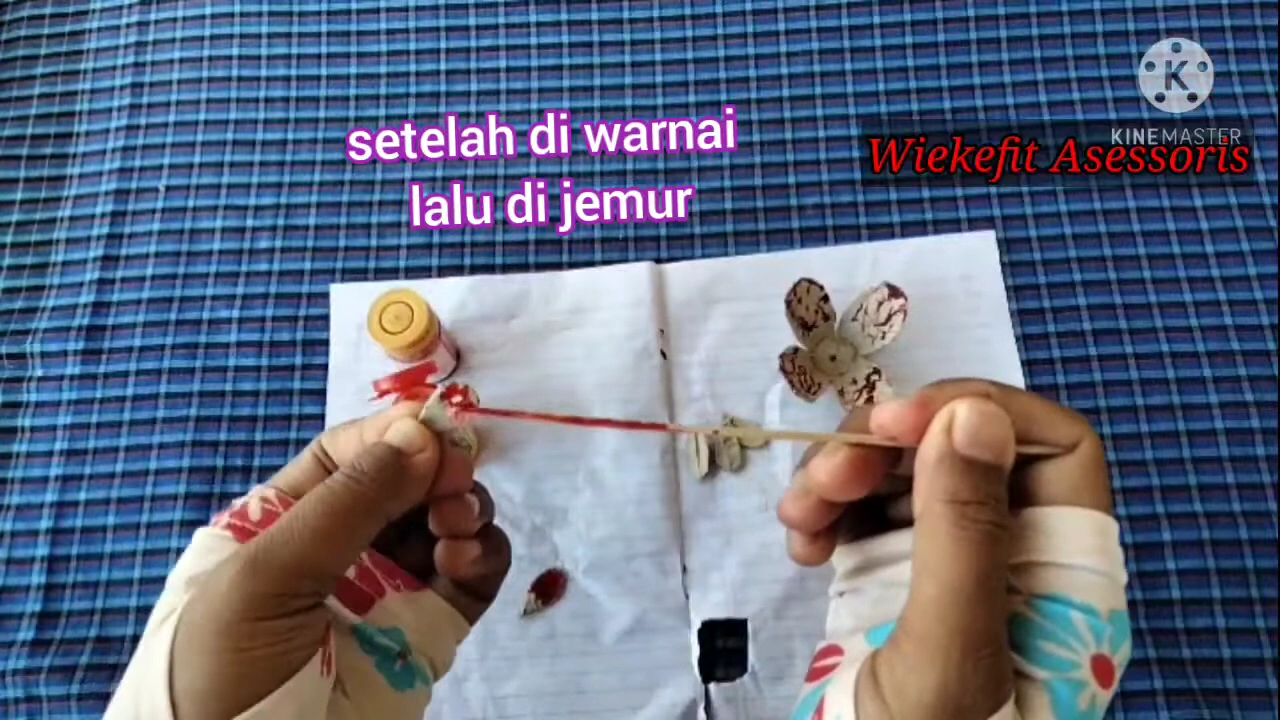 setelah di warnai
lalu di jemur
K
KINEMASTER
Wiekefit Asessoris